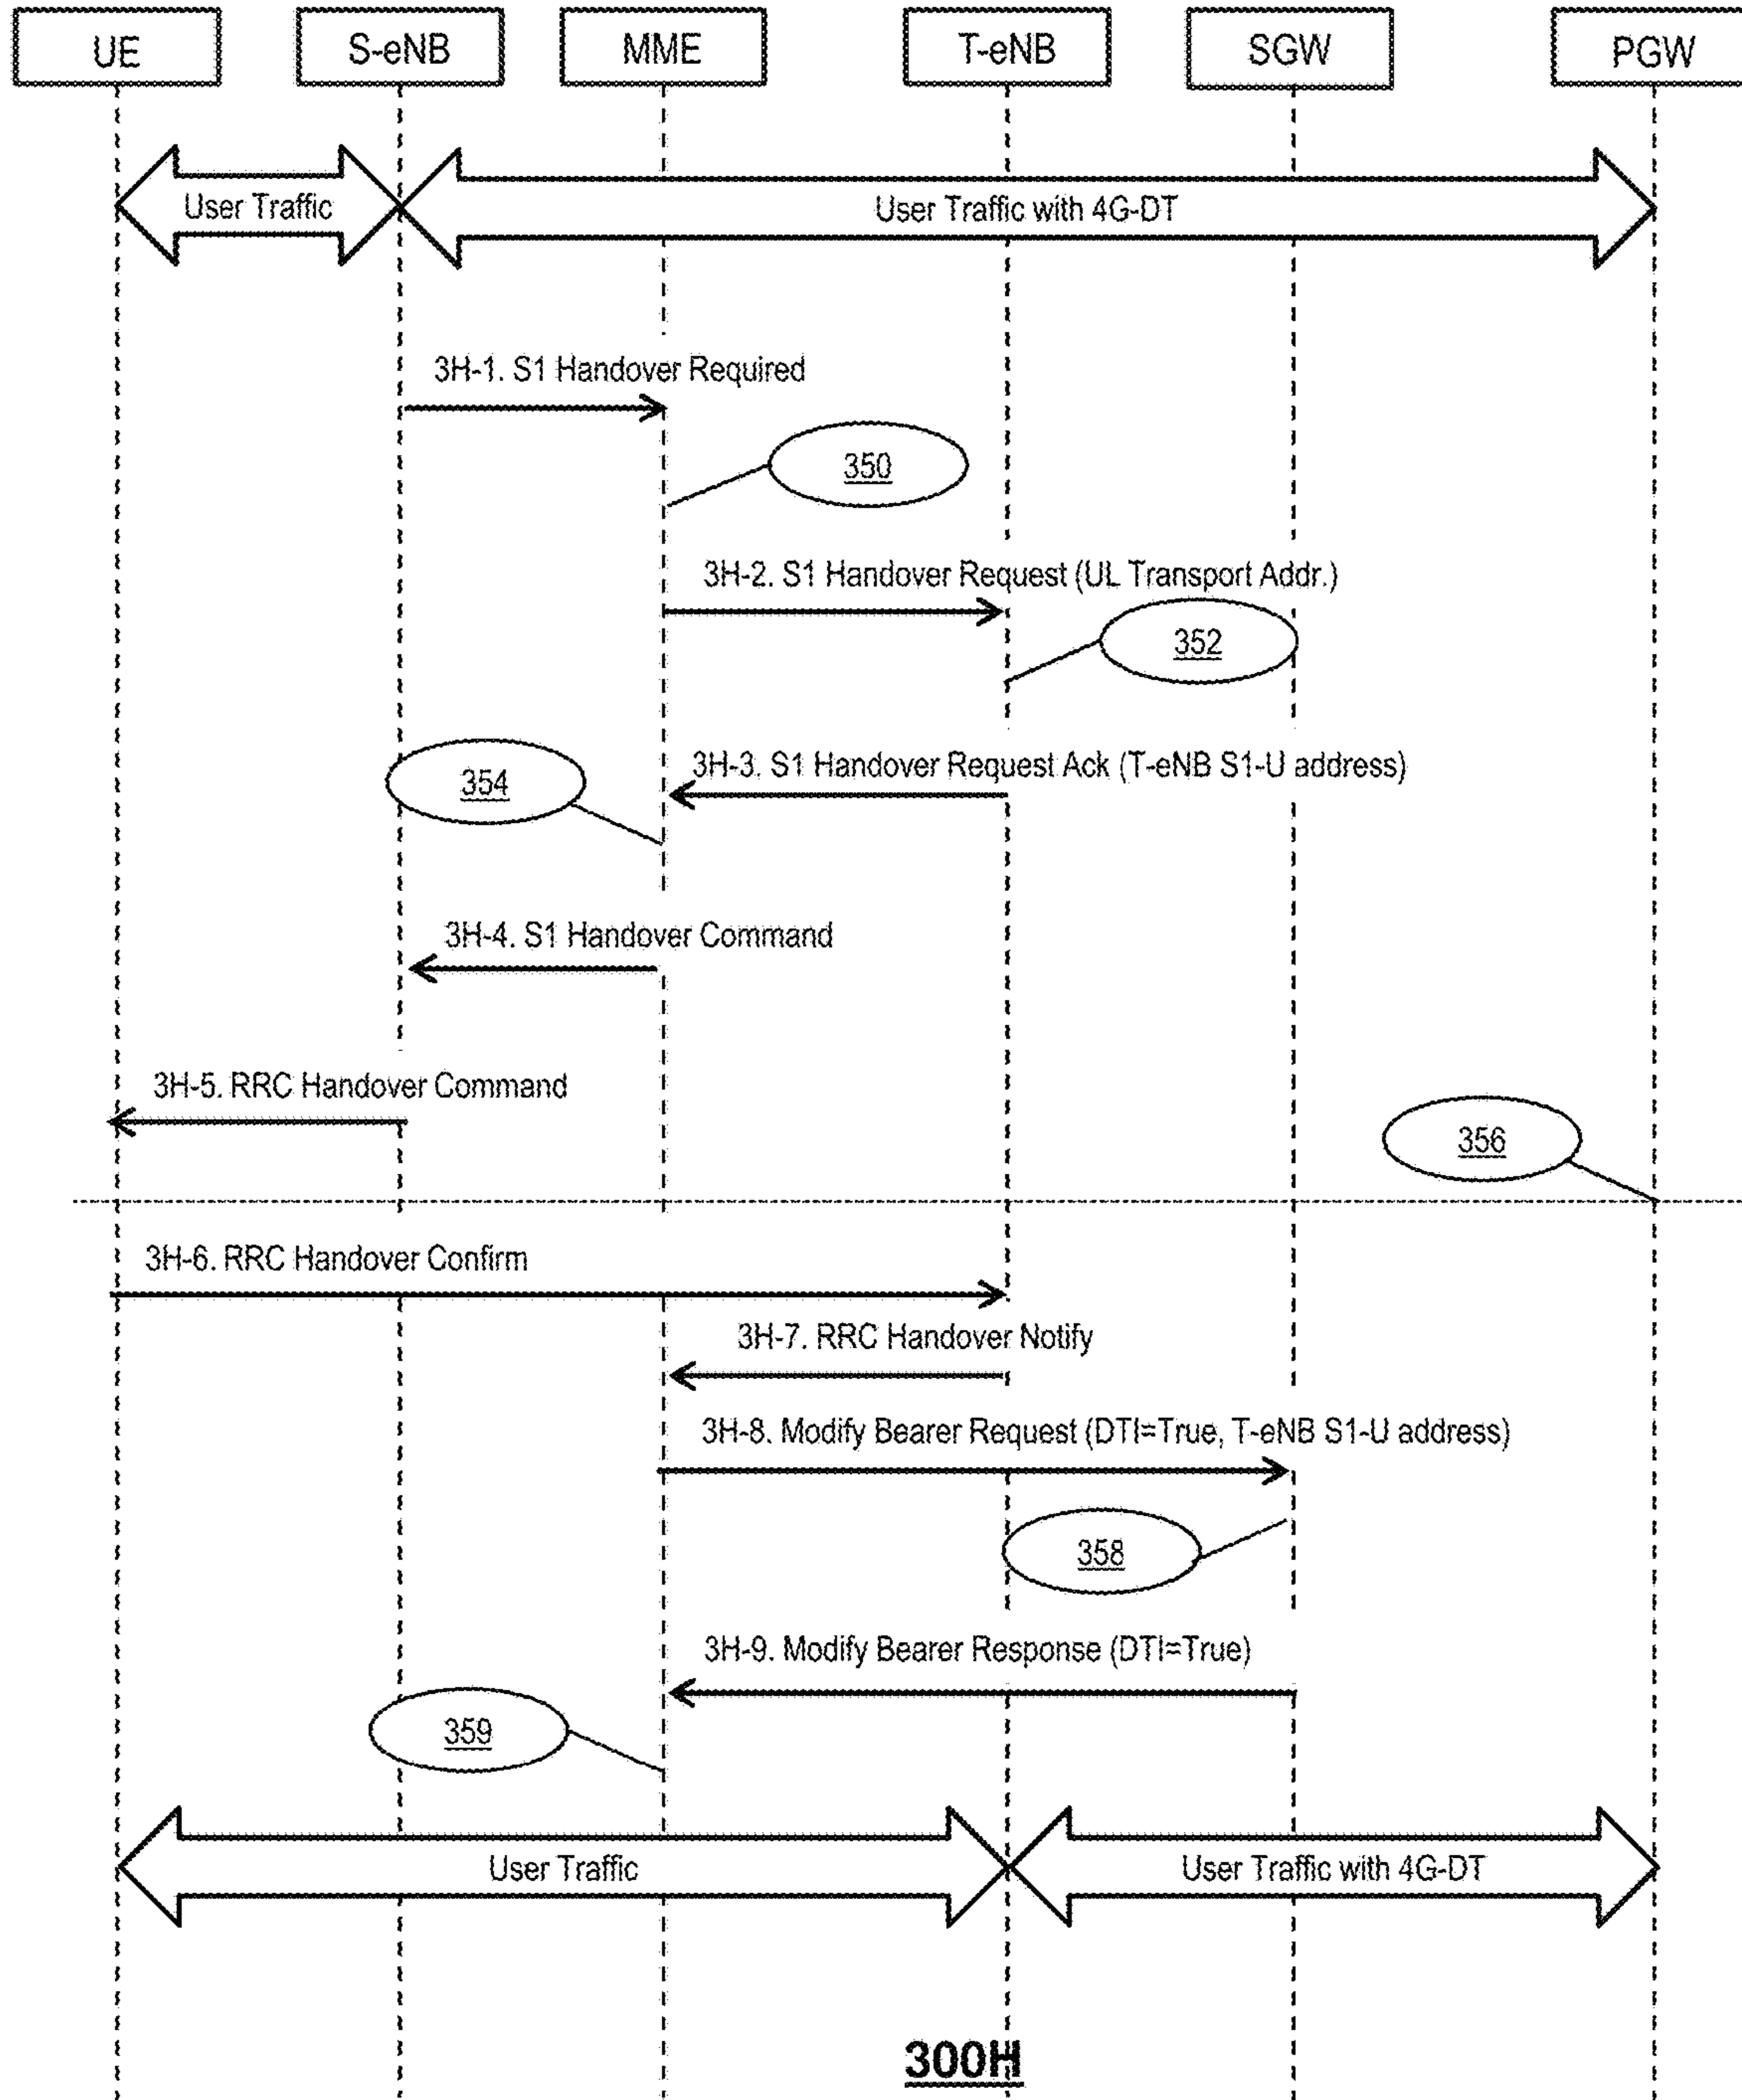 UE S-eNB MME T-eNB SGW PGW
User Traffic User Traffic with 4G-DT
3H-1. S1 Handover Required
350
3H-2. S1 Handover Request (UL Transport Addr.)
352
3H-3. S1 Handover Request Ack (T-eNB S1-U address)
354
3H-4. S1 Handover Command
3H-5. RRC Handover Command
356
3H-6. RRC Handover Confirm
3H-7. RRC Handover Notify
3H-8. Modify Bearer Request (DTI=True, T-eNB S1-U address)
358
3H-9. Modify Bearer Response (DTI=True)
359
User Traffic User Traffic with 4G-DT
300H